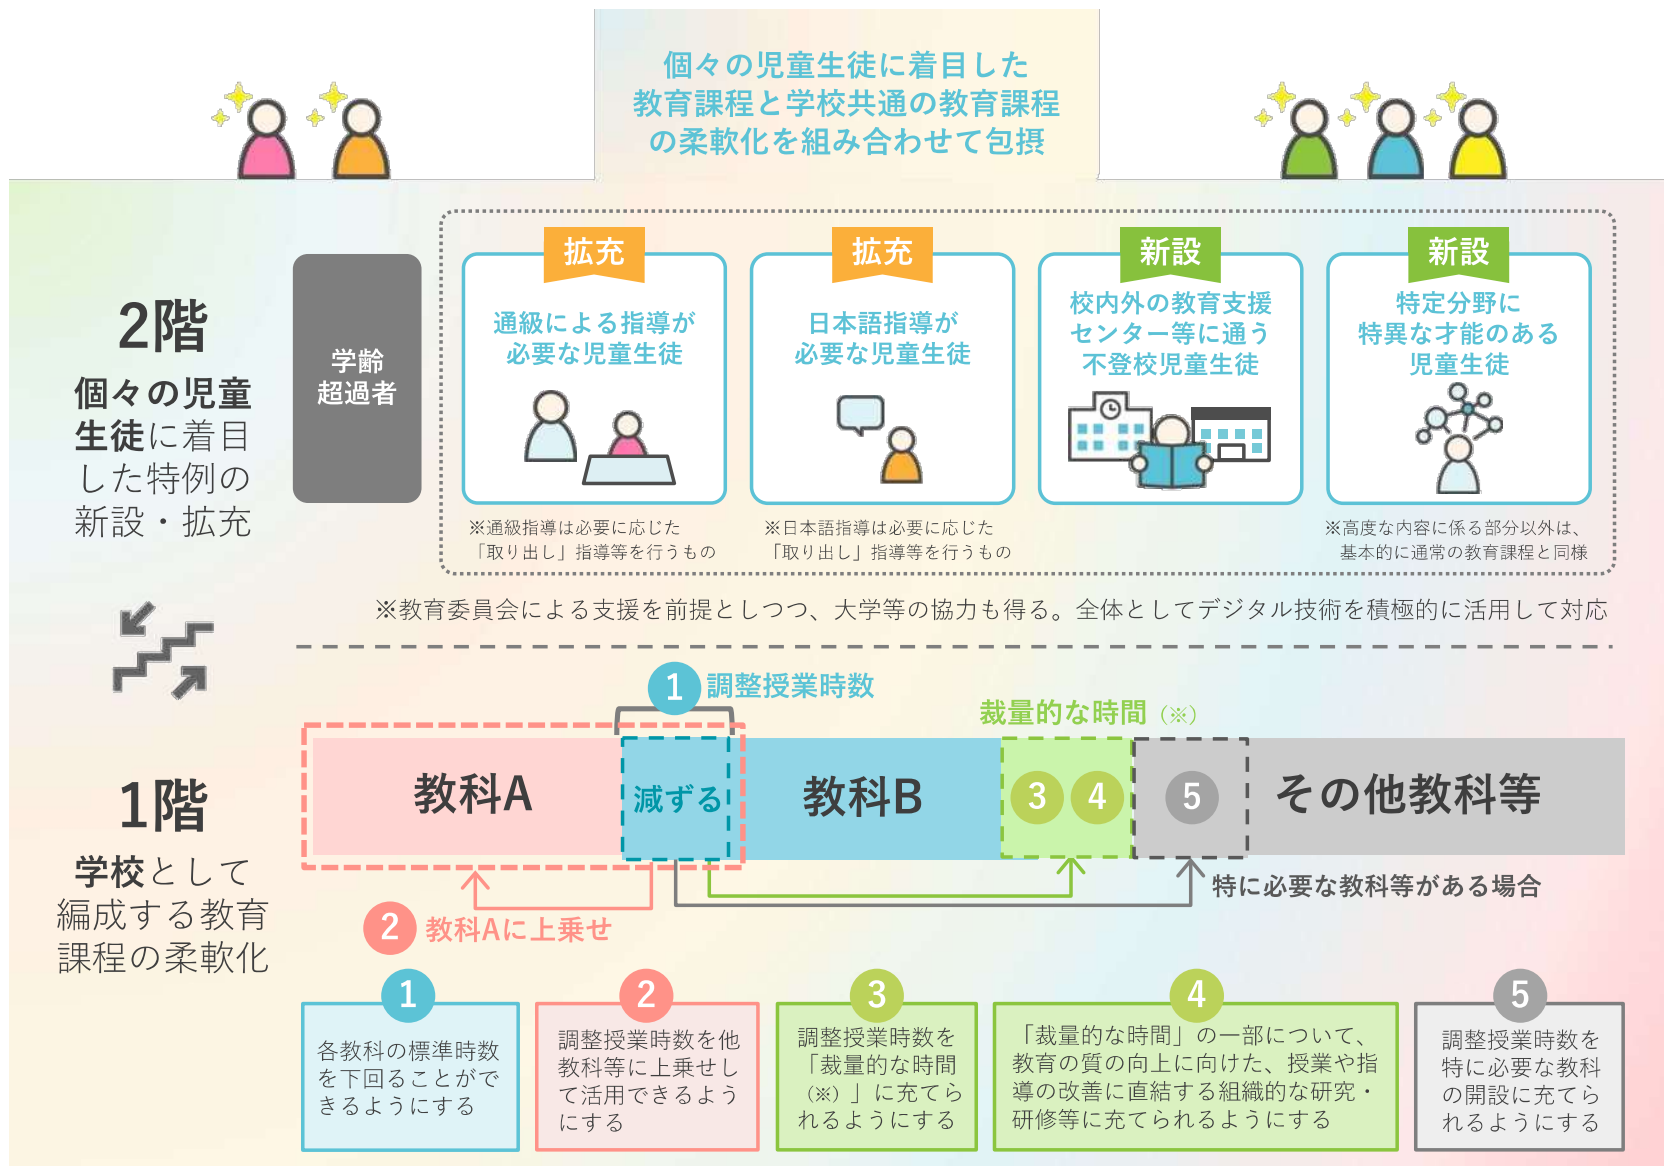 個々の児童生徒に着目した
教育課程と学校共通の教育課程
の柔軟化を組み合わせて包摂
2階
個々の児童
生徒に着目
した特例の
新設・拡充
学齢
超過者
拡充
通級による指導が
必要な児童生徒
※通級指導は必要に応じた
「取り出し」指導等を行うもの
拡充
日本語指導が
必要な児童生徒
※日本語指導は必要に応じた
「取り出し」指導等を行うもの
新設
校内外の教育支援
センター等に通う
不登校児童生徒
新設
特定分野に
特異な才能のある
児童生徒
※高度な内容に係る部分以外は、
基本的に通常の教育課程と同様
※教育委員会による支援を前提としつつ、大学等の協力も得る。全体としてデジタル技術を積極的に活用して対応
1階
学校として
編成する教育
課程の柔軟化
1 調整授業時数
裁量的な時間（※）
教科A
減ずる
教科B
3 4
5
その他教科等
特に必要な教科等がある場合
2 教科Aに上乗せ
1
各教科の標準時数
を下回ることがで
きるようにする
2
調整授業時数を他
教科等に上乗せし
て活用できるよう
にする
3
調整授業時数を
「裁量的な時間
（※）」に充てら
れるようにする
4
「裁量的な時間」の一部について、
教育の質の向上に向けた、授業や指
導の改善に直結する組織的な研究・
研修等に充てられるようにする
5
調整授業時数を
特に必要な教科
の開設に充てら
れるようにする